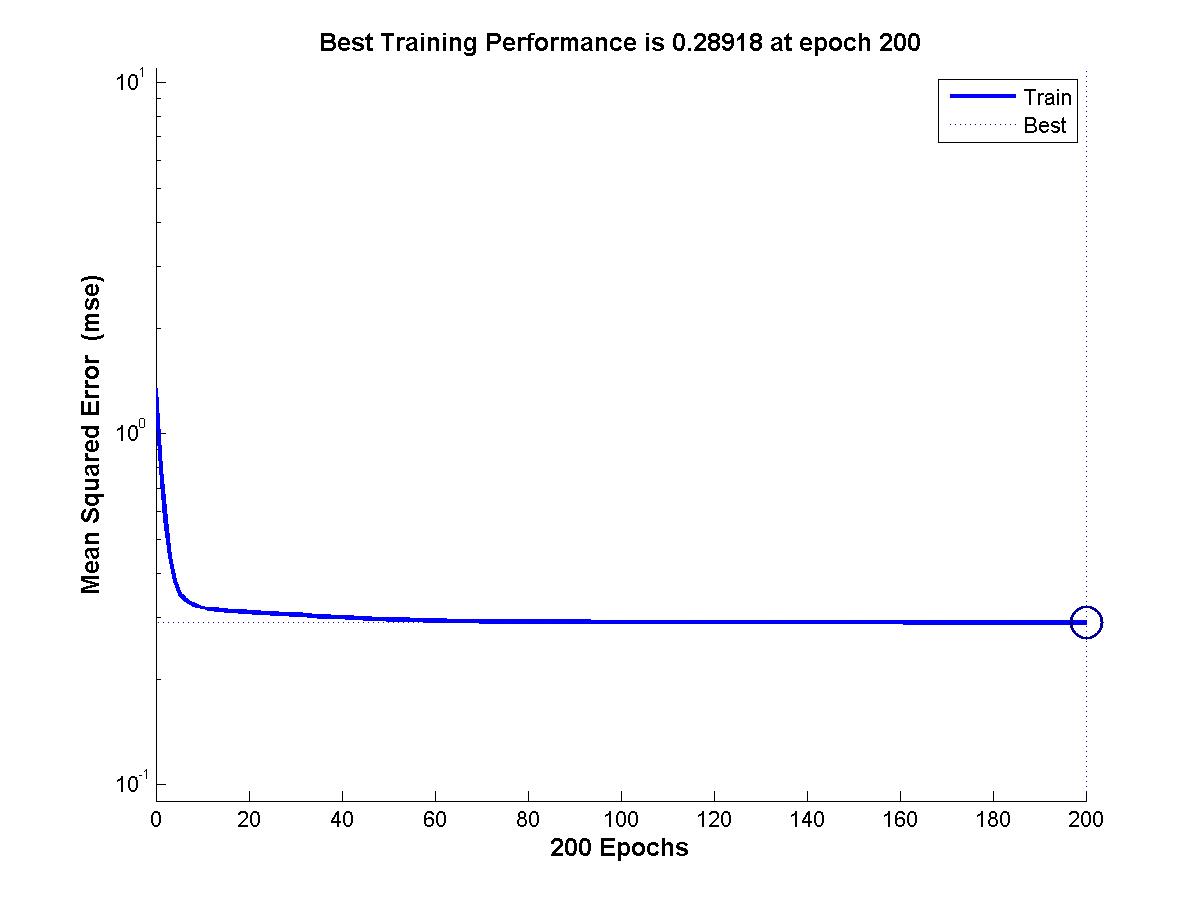 Best Training Performance is 0.28918 at epoch 200
Train
Best
Mean Squared Error (mse)
10^1
10^0
10^-1
0 20 40 60 80 100 120 140 160 180 200
200 Epochs